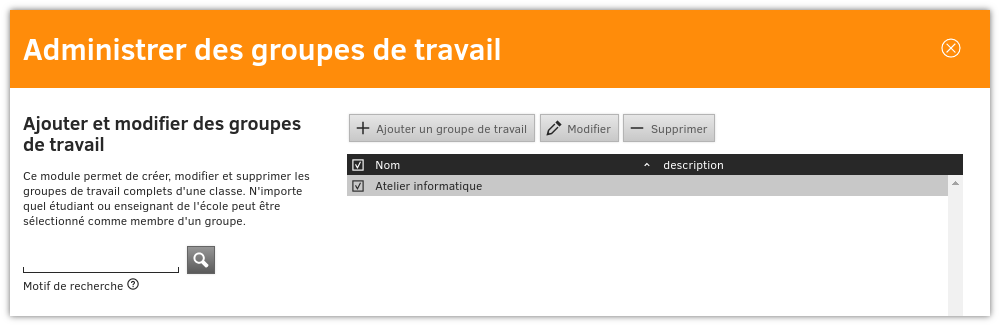 Administrer des groupes de travail
Ajouter et modifier des groupes
de travail
Ce module permet de créer, modifier et supprimer les
groupes de travail complets d'une classe. N'importe
quel étudiant ou enseignant de l'école peut être
sélectionné comme membre d'un groupe.
Motif de recherche
Ajouter un groupe de travail Modifier Supprimer
Nom description
Atelier informatique